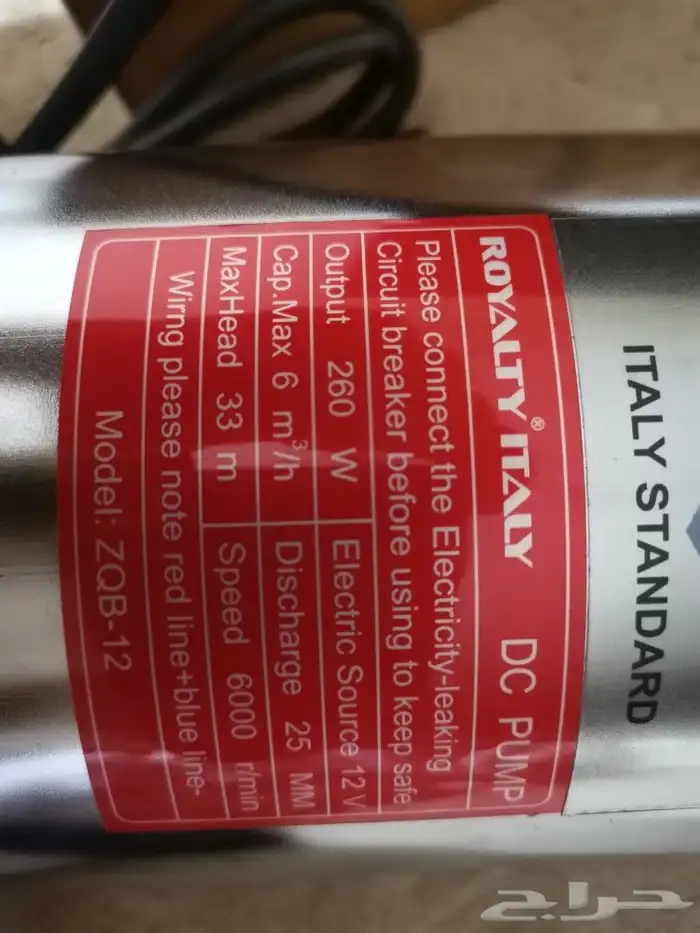 ITALY STANDARD
ROYALTY® ITALY DC PUMP
Please connect the Electricity-leaking
Circuit breaker before using to keep safe
Output 260 W Electric Source 12V
Cap.Max 6 m³/h Discharge 25 MM
MaxHead 33 m Speed 6000 r/min
Wirng please note red line+blue line-
Model: ZQB-12
حراج